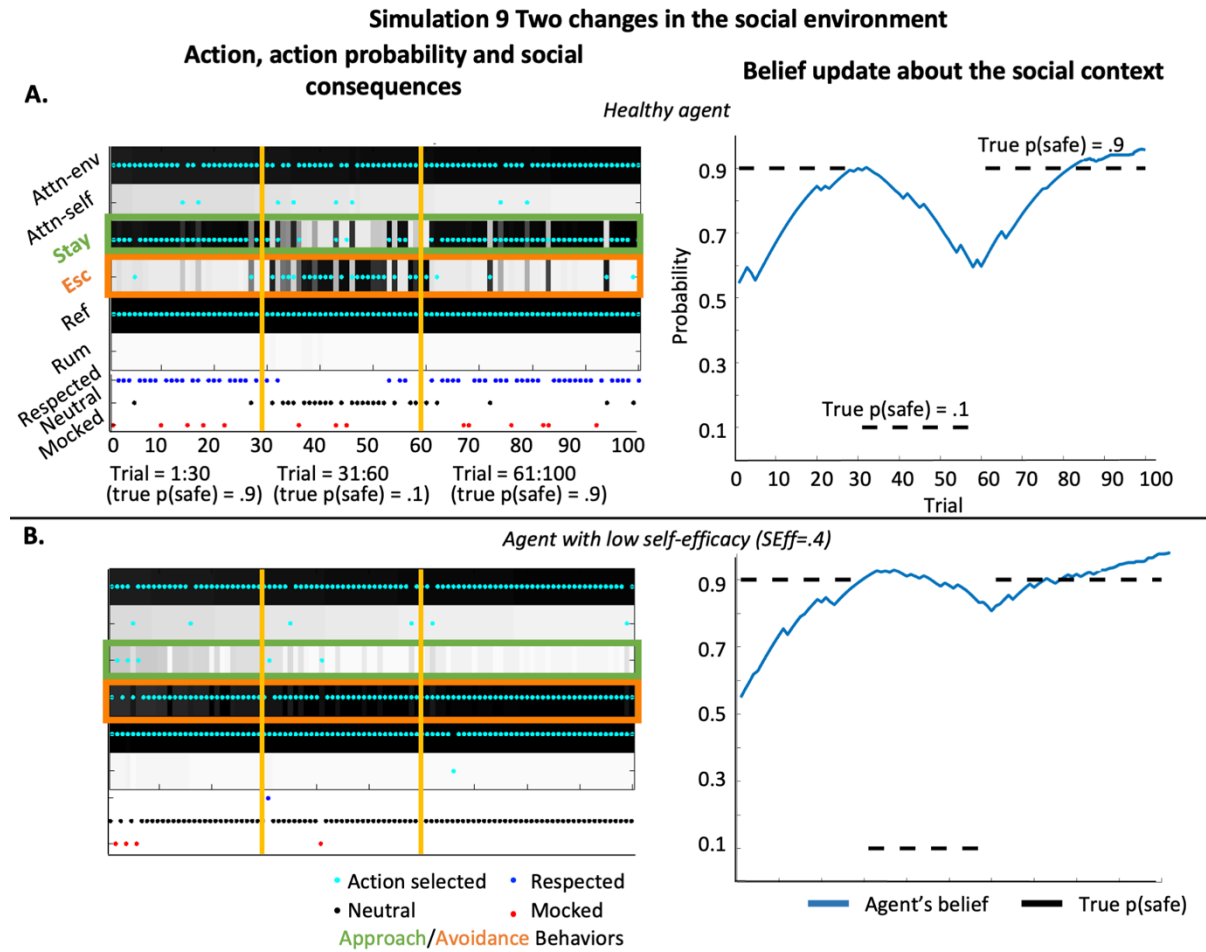 Simulation 9 Two changes in the social environment
Action, action probability and social
consequences
Belief update about the social context
A.
Healthy agent
Attn-env
Attn-self
Stay
Esc
Ref
Rum
Respected
Neutral
Mocked
0 10 20 30 40 50 60 70 80 90 100
Trial = 1:30
(true p(safe) = .9)
Trial = 31:60
(true p(safe) = .1)
Trial = 61:100
(true p(safe) = .9)
True p(safe) = .9
True p(safe) = .1
Probability
0.9
0.7
0.5
0.3
0.1
0 10 20 30 40 50 60 70 80 90 100
Trial
B.
Agent with low self-efficacy (SEff=.4)
0.9
0.7
0.5
0.3
0.1
Action selected
Respected
Neutral
Mocked
Approach/Avoidance Behaviors
Agent's belief
True p(safe)